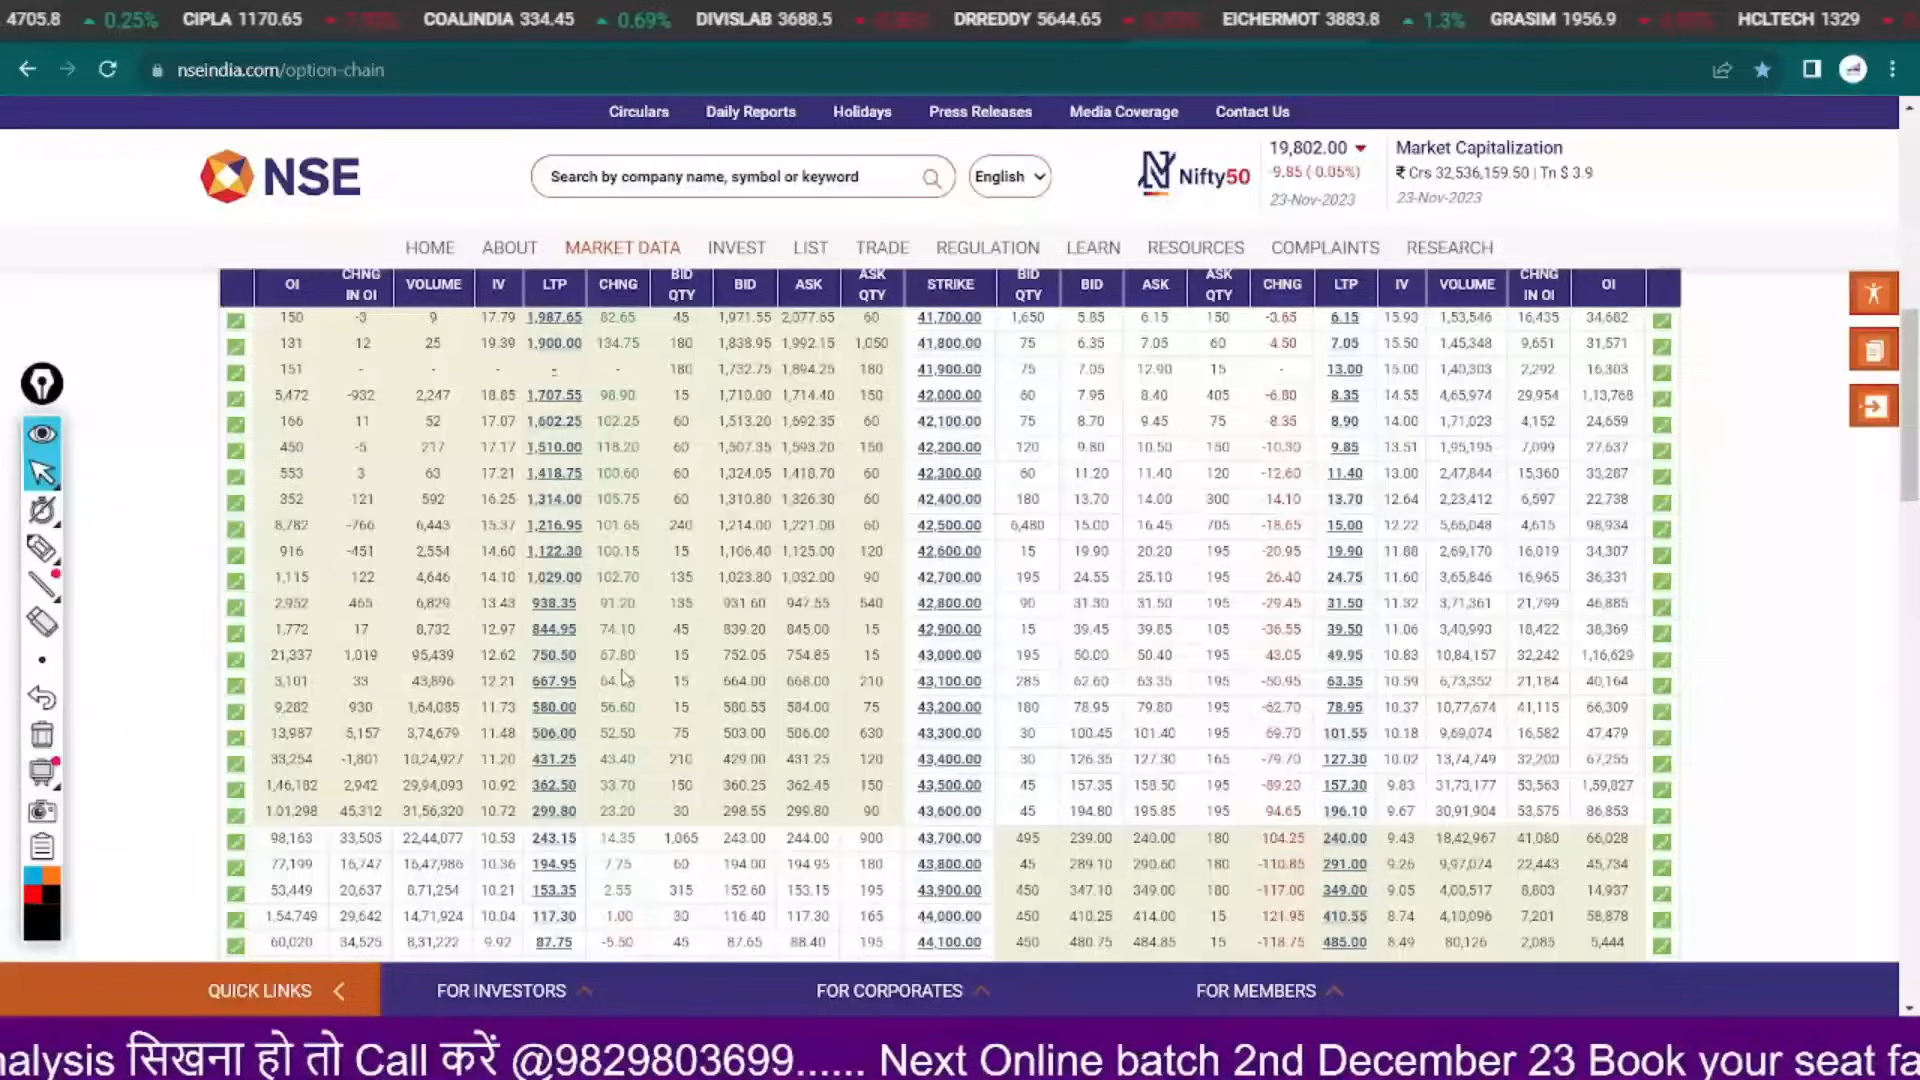 4705.8 0.25% CIPLA 1170.65 COALINDIA 334.45 0.69% DIVISLAB 3688.5 DRREDDY 5644.65 EICHERMOT 3883.8 1.3% GRASIM 1956.9 HCLTECH 1329
nseindia.com/option-chain
Circulars Daily Reports Holidays Press Releases Media Coverage Contact Us
NSE
Search by company name, symbol or keyword
English
Nifty50
19,802.00
-9.85 (-0.05%)
23-Nov-2023
Market Capitalization
₹ Crs 32,536,159.50 | Tn $ 3.9
23-Nov-2023
HOME ABOUT MARKET DATA INVEST LIST TRADE REGULATION LEARN RESOURCES COMPLAINTS RESEARCH
OI CHNG IN OI VOLUME IV LTP CHNG BID QTY BID ASK ASK QTY STRIKE BID QTY BID ASK ASK QTY CHNG LTP IV VOLUME CHNG IN OI OI
150 -3 9 17.79 1,987.65 82.65 45 1,971.55 2,077.65 60 41,700.00 1,650 5.85 6.15 150 -3.65 6.15 15.93 1,53,546 16,435 34,682
131 12 25 19.39 1,900.00 134.75 180 1,838.95 1,992.15 1,050 41,800.00 75 6.35 7.05 60 4.50 7.05 15.50 1,45,348 9,651 31,571
151 - - - - - 180 1,732.75 1,894.25 180 41,900.00 75 7.05 12.90 15 - 13.00 15.00 1,40,303 2,292 16,303
5,472 -932 2,247 18.85 1,707.55 98.90 15 1,710.00 1,714.40 150 42,000.00 60 7.95 8.40 405 -6.80 8.35 14.55 4,65,974 29,954 1,13,768
166 11 52 17.07 1,602.25 102.25 60 1,513.20 1,692.35 60 42,100.00 75 8.70 9.45 75 -8.35 8.90 14.00 1,71,023 4,152 24,659
450 -5 217 17.17 1,510.00 118.20 60 1,507.35 1,593.20 150 42,200.00 120 9.80 10.50 150 -10.30 9.85 13.51 1,95,195 7,099 27,637
553 3 63 17.21 1,418.75 100.60 60 1,324.05 1,418.70 60 42,300.00 60 11.20 11.40 120 -12.60 11.40 13.00 2,47,844 15,360 33,287
352 121 592 16.25 1,314.00 105.75 60 1,310.80 1,326.30 60 42,400.00 180 13.70 14.00 300 14.10 13.70 12.64 2,23,412 6,597 22,738
8,782 -766 6,443 15.37 1,216.95 101.65 240 1,214.00 1,221.00 60 42,500.00 6,480 15.00 16.45 705 -18.65 15.00 12.22 5,65,048 4,615 98,934
916 -451 2,554 14.60 1,122.30 100.15 15 1,106.40 1,125.00 120 42,600.00 15 19.90 20.20 195 -20.95 19.90 11.88 2,69,170 16,019 34,307
1,115 122 4,646 14.10 1,029.00 102.70 135 1,023.80 1,032.00 90 42,700.00 195 24.55 25.10 195 26.40 24.75 11.60 3,65,846 16,965 36,331
2,952 465 6,829 13.43 938.35 91.20 135 931.60 947.55 540 42,800.00 90 31.30 31.50 195 -29.45 31.50 11.32 3,71,361 21,799 46,885
1,772 17 8,732 12.97 844.95 74.10 45 839.20 845.00 15 42,900.00 15 39.45 39.85 105 -36.55 39.50 11.06 3,40,993 18,422 38,369
21,337 1,019 95,439 12.62 750.50 67.80 15 752.05 754.85 15 43,000.00 195 50.00 50.40 195 43.05 49.95 10.83 10,84,157 32,242 1,16,629
3,101 33 43,896 12.21 667.95 15 664.00 668.00 210 43,100.00 285 62.60 63.35 195 -50.95 63.35 10.59 6,73,352 21,184 40,164
9,282 930 1,64,085 11.73 580.00 56.60 15 580.55 584.00 75 43,200.00 180 78.95 79.80 195 -62.70 78.95 10.37 10,77,674 41,115 66,309
13,987 5,157 3,74,679 11.48 506.00 52.50 75 503.00 506.00 630 43,300.00 30 100.45 101.40 195 69.70 101.55 10.18 9,69,074 16,582 47,479
33,254 -1,801 10,24,927 11.20 431.25 43.40 210 429.00 431.25 120 43,400.00 30 126.35 127.30 165 -79.70 127.30 10.02 13,74,749 32,200 67,255
1,46,182 2,942 29,94,093 10.92 362.50 33.70 150 360.25 362.45 150 43,500.00 45 157.35 158.50 195 -89.20 157.30 9.83 31,73,177 53,563 1,59,827
1,01,298 45,312 31,56,320 10.72 299.80 23.20 30 298.55 299.80 90 43,600.00 45 194.80 195.85 195 94.65 196.10 9.67 30,91,904 53,575 86,853
98,163 33,505 22,44,077 10.53 243.15 14.35 1,065 243.00 244.00 900 43,700.00 495 239.00 240.00 180 104.25 240.00 9.43 18,42,967 41,080 66,028
77,199 16,747 16,47,986 10.36 194.95 7.75 60 194.00 194.95 180 43,800.00 45 289.10 290.60 180 -110.85 291.00 9.26 9,97,074 22,443 45,734
53,449 20,637 8,71,254 10.21 153.35 2.55 315 152.60 153.15 195 43,900.00 450 347.10 349.00 180 -117.00 349.00 9.05 4,00,517 8,803 14,937
1,54,749 29,642 14,71,924 10.04 117.30 -1.00 30 116.40 117.30 165 44,000.00 450 410.25 414.00 15 121.95 410.55 8.74 4,10,096 7,201 58,878
60,020 34,525 8,31,222 9.92 87.75 -5.50 45 87.65 88.40 195 44,100.00 450 480.75 484.85 15 -118.75 485.00 8.49 80,126 2,085 5,444
QUICK LINKS FOR INVESTORS FOR CORPORATES FOR MEMBERS
nalysis सिखना हो तो Call करें @9829803699...... Next Online batch 2nd December 23 Book your seat fa